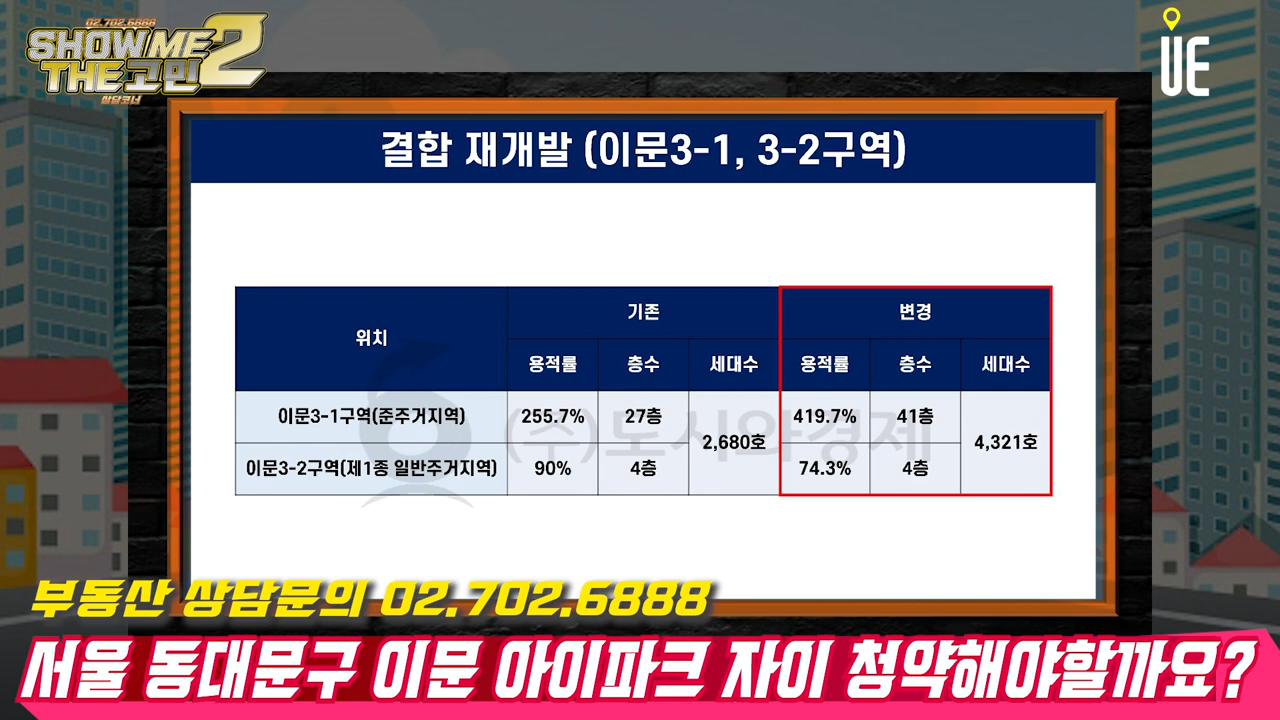 02.702.6888
SHOW ME
THE 고민 2
상담코너
UE
결합 재개발 (이문3-1, 3-2구역)
위치 기존 변경
용적률 층수 세대수 용적률 층수 세대수
이문3-1구역(준주거지역) 255.7% 27층 2,680호 419.7% 41층 4,321호
이문3-2구역(제1종 일반주거지역) 90% 4층 74.3% 4층
(주)도시와경제
부동산 상담문의 02.702.6888
서울 동대문구 이문 아이파크 자이 청약해야할까요?